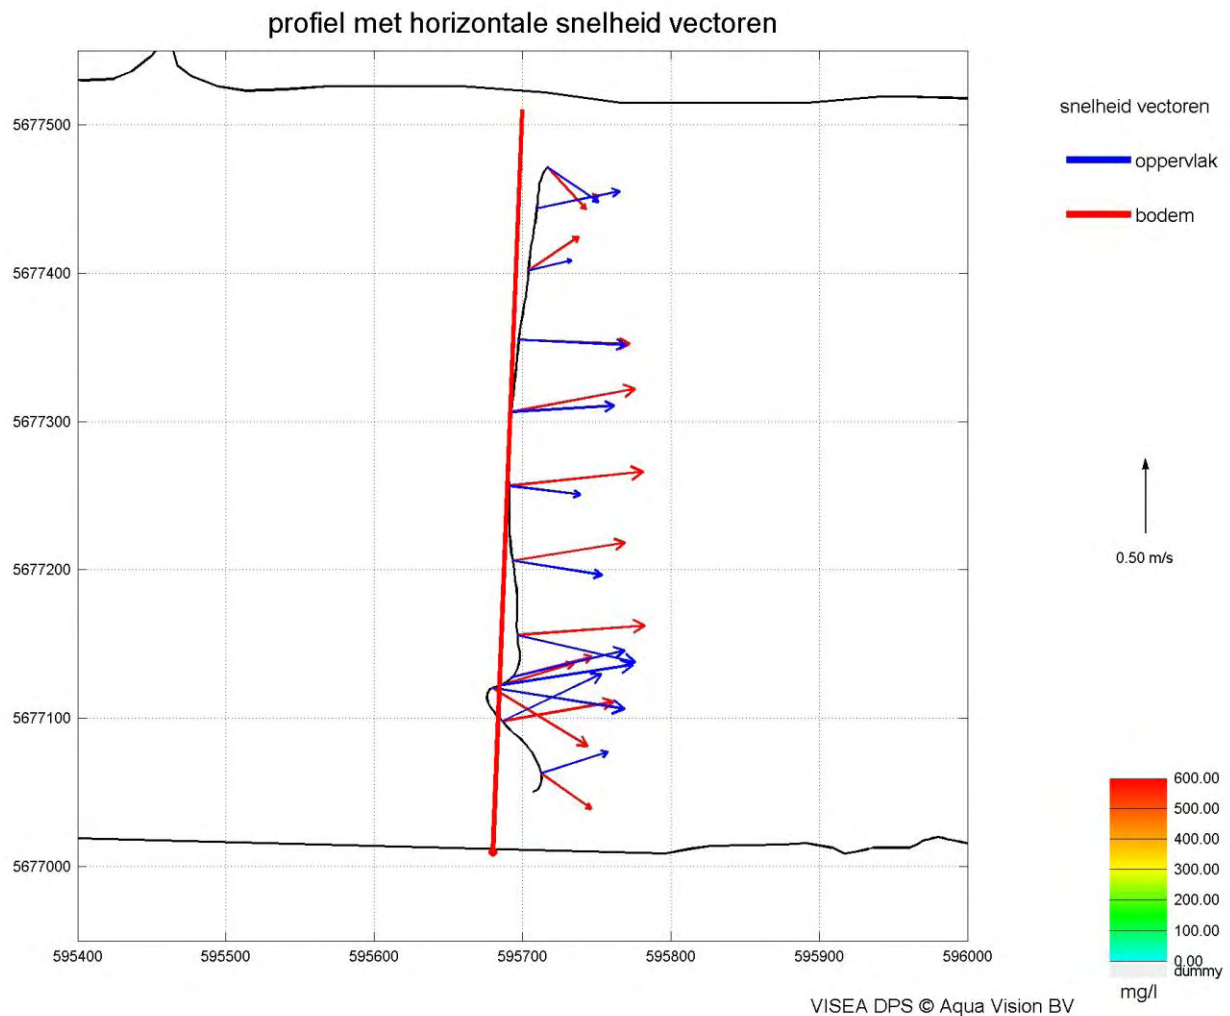 profiel met horizontale snelheid vectoren
snelheid vectoren
oppervlak
bodem
5677500
5677400
5677300
5677200
5677100
5677000
0.50 m/s
595400
595500
595600
595700
595800
595900
596000
600.00
500.00
400.00
300.00
200.00
100.00
0.00
dummy
mg/l
VISEA DPS © Aqua Vision BV